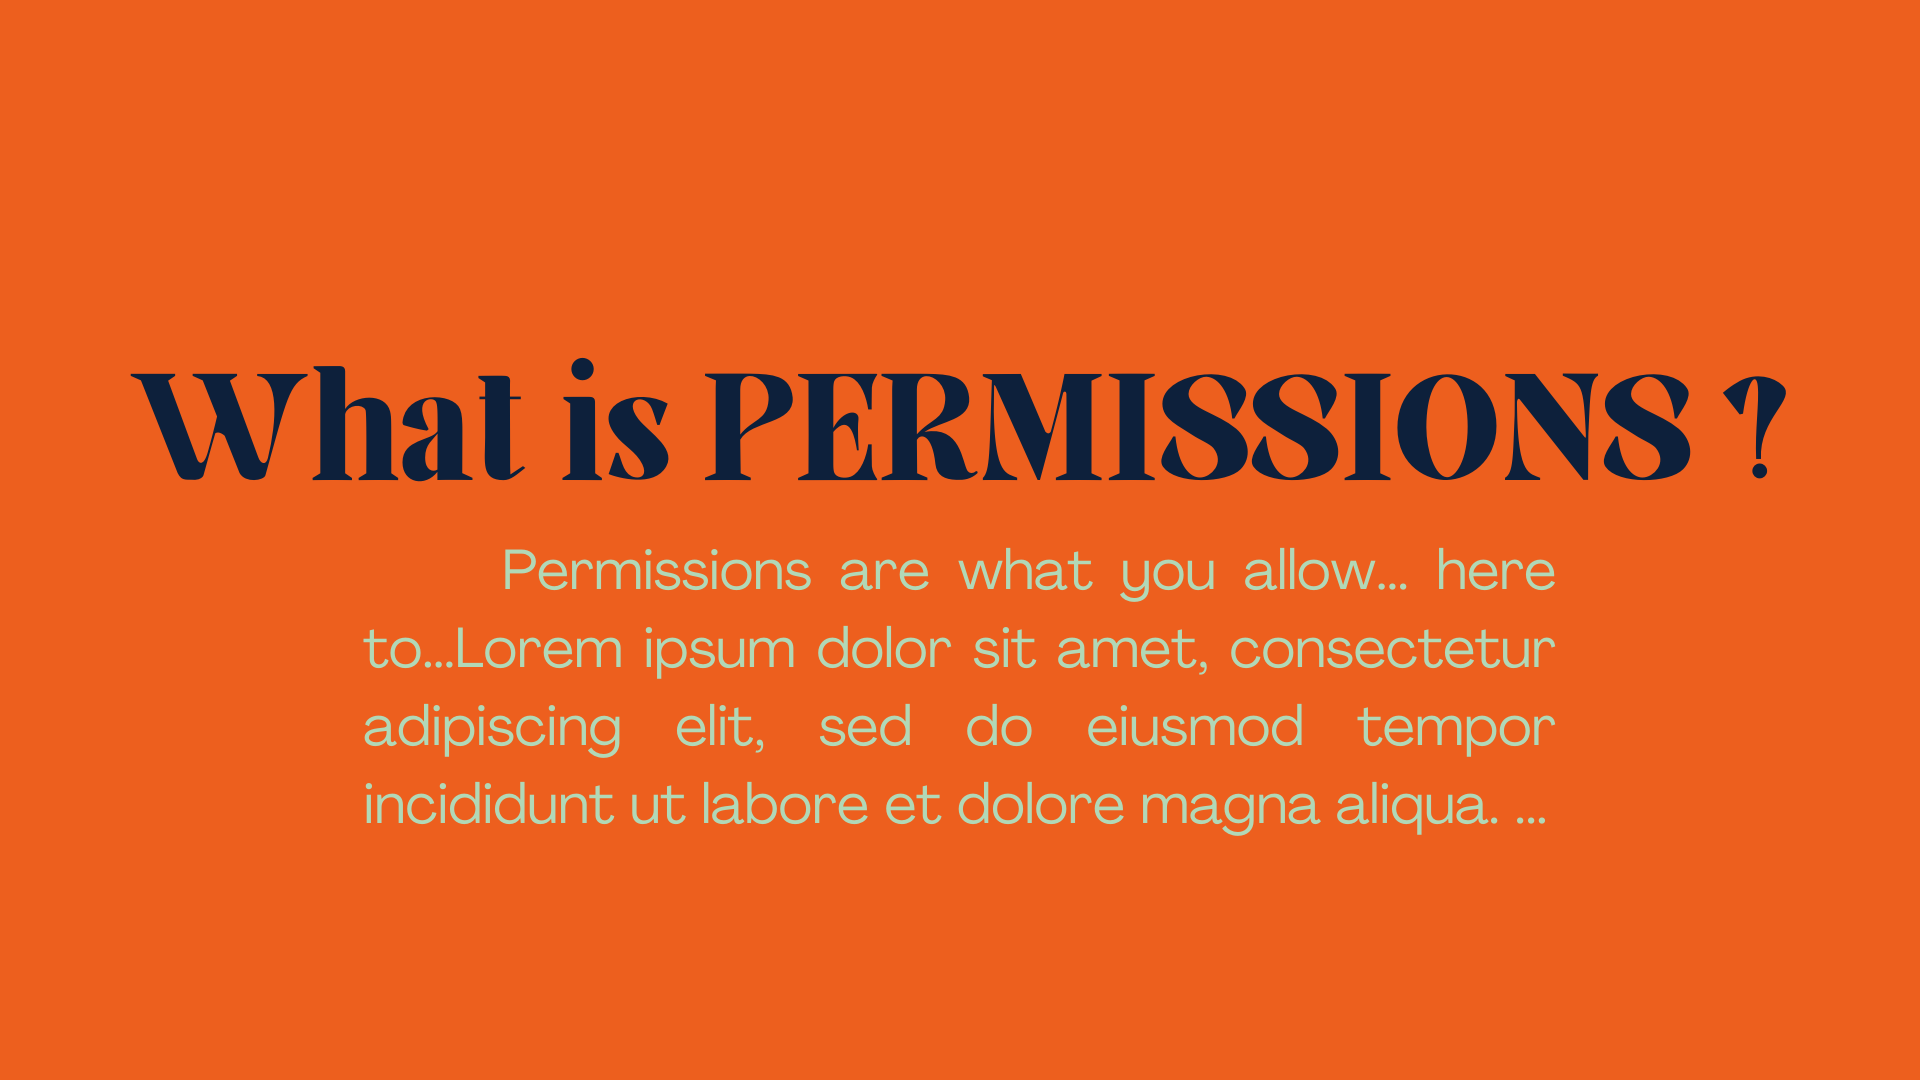 What is PERMISSIONS ?
Permissions are what you allow... here
to...Lorem ipsum dolor sit amet, consectetur
adipiscing elit, sed do eiusmod tempor
incididunt ut labore et dolore magna aliqua. ...